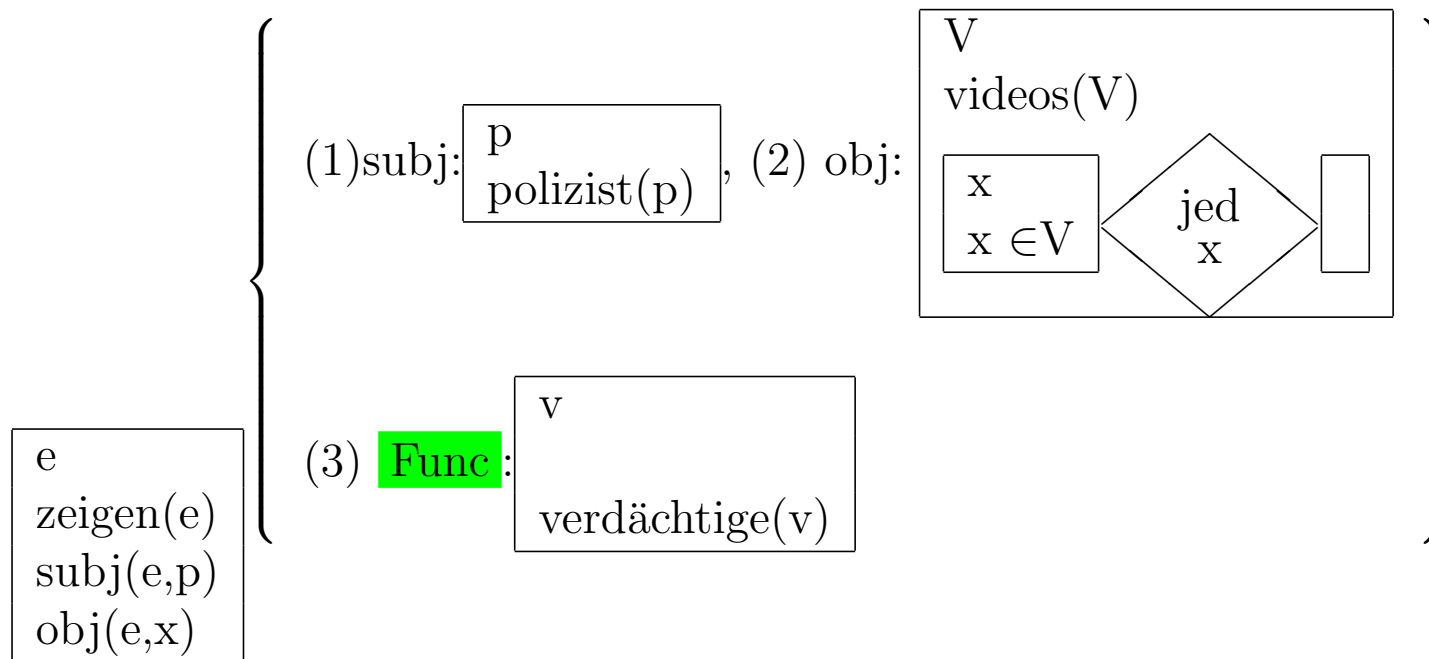 (1)subj:
p
polizist(p)
, (2) obj:
V
videos(V)
x
x ∈V
jed
x
(3) Func:
v
verdächtige(v)
e
zeigen(e)
subj(e,p)
obj(e,x)